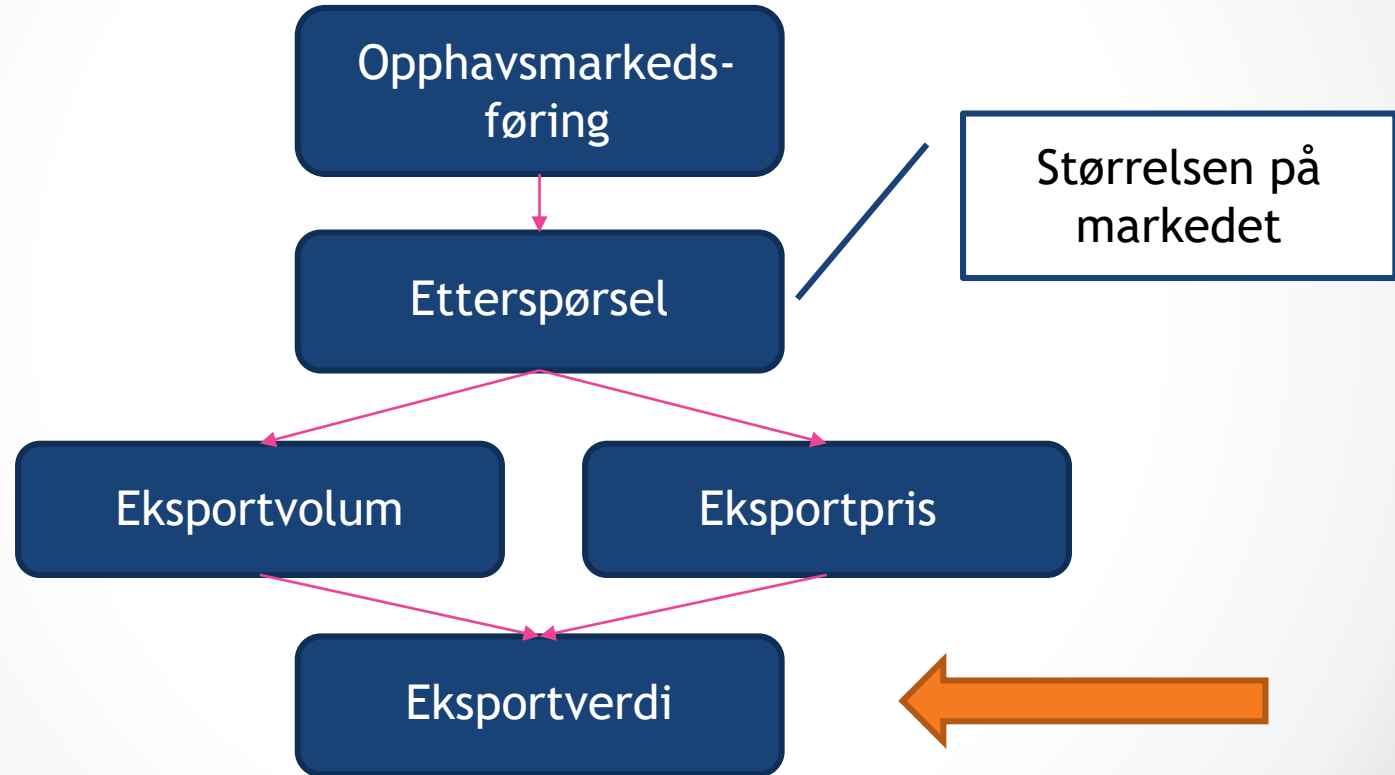 Opphavsmarkeds-
føring
Størrelsen på
markedet
Etterspørsel
Eksportvolum
Eksportpris
Eksportverdi